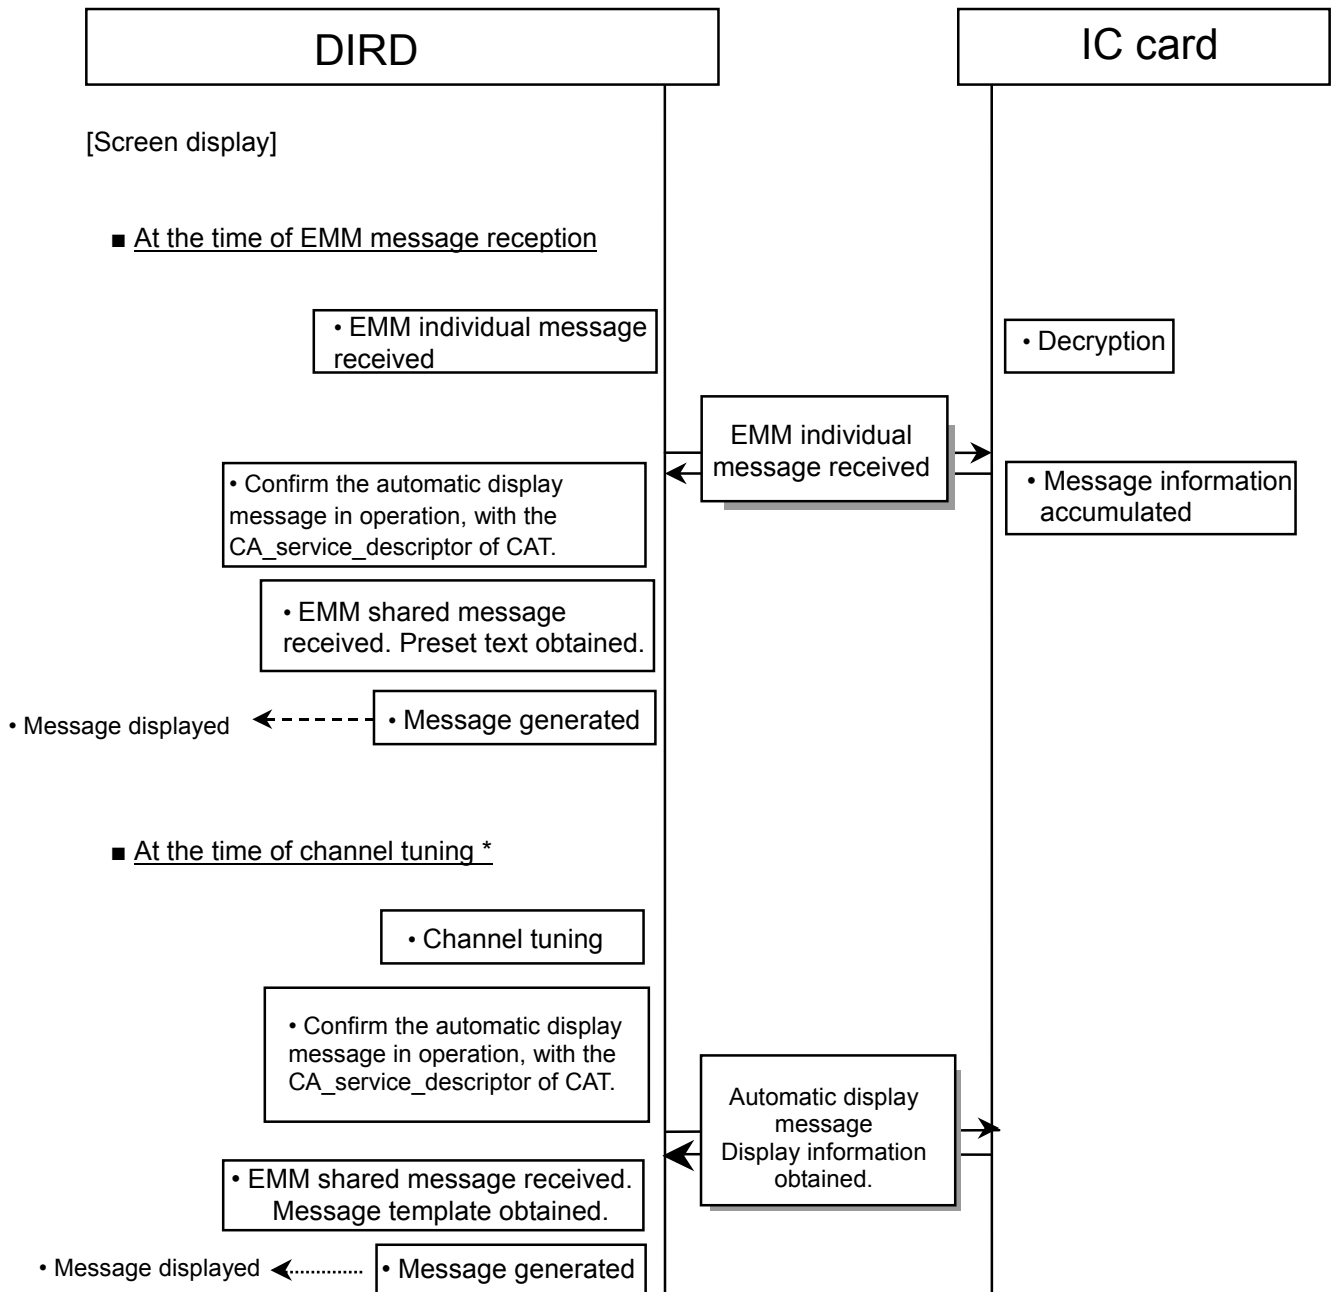 DIRD
IC card
[Screen display]
■ At the time of EMM message reception
• EMM individual message
received
• Decryption
EMM individual
message received
• Confirm the automatic display
message in operation, with the
CA_service_descriptor of CAT.
• Message information
accumulated
• EMM shared message
received. Preset text obtained.
• Message generated
• Message displayed
■ At the time of channel tuning *
• Channel tuning
• Confirm the automatic display
message in operation, with the
CA_service_descriptor of CAT.
Automatic display
message
Display information
obtained.
• EMM shared message received.
Message template obtained.
• Message displayed
• Message generated